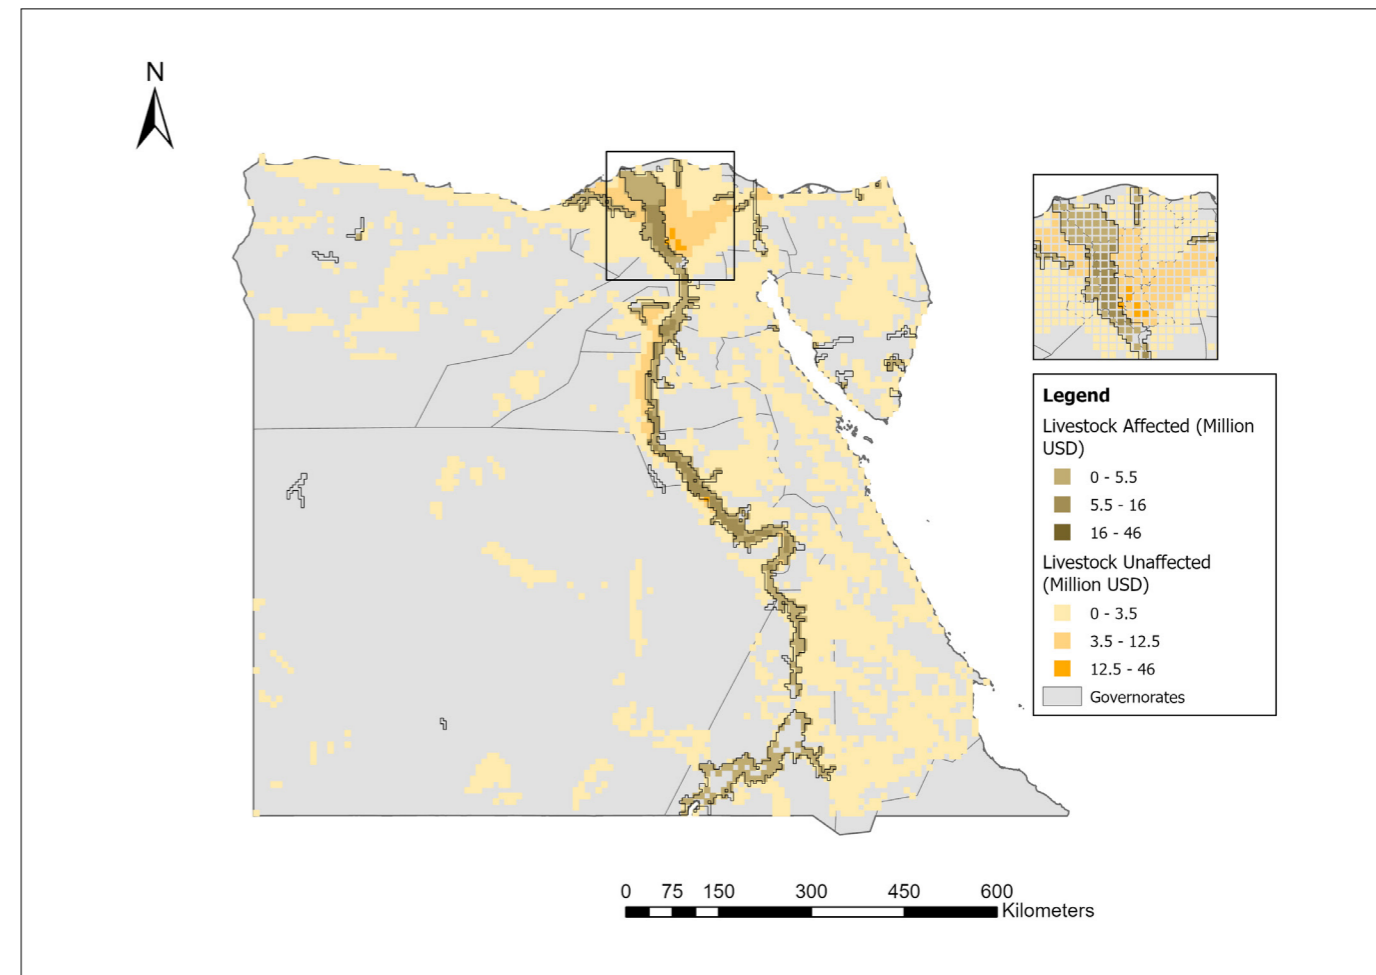 N
Legend
Livestock Affected (Million
USD)
0 - 5.5
5.5 - 16
16 - 46
Livestock Unaffected
(Million USD)
0 - 3.5
3.5 - 12.5
12.5 - 46
Governorates
0 75 150 300 450 600
Kilometers